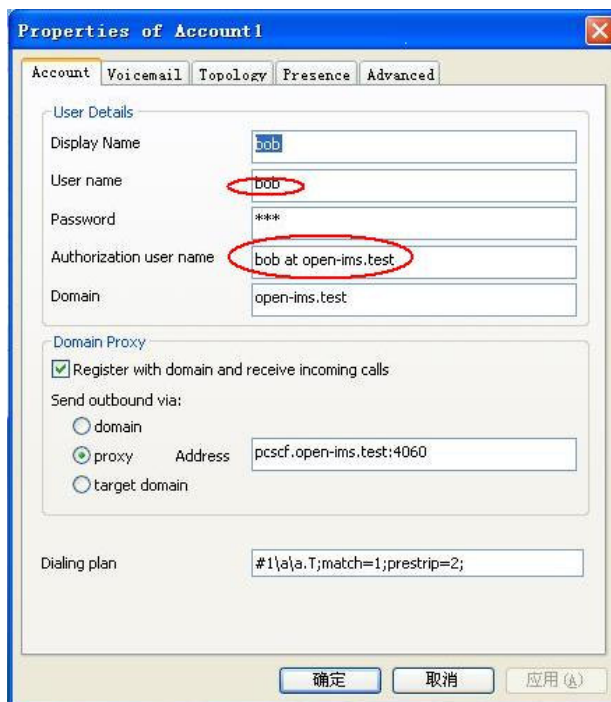 Properties of Account1
Account Voicemail Topology Presence Advanced
User Details
Display Name bob
User name bob
Password ***
Authorization user name bob at open-ims.test
Domain open-ims.test
Domain Proxy
Register with domain and receive incoming calls
Send outbound via:
domain
proxy Address pcscf.open-ims.test:4060
target domain
Dialing plan #1\a\a.T;match=1;prestrip=2;
确定 取消 应用(A)